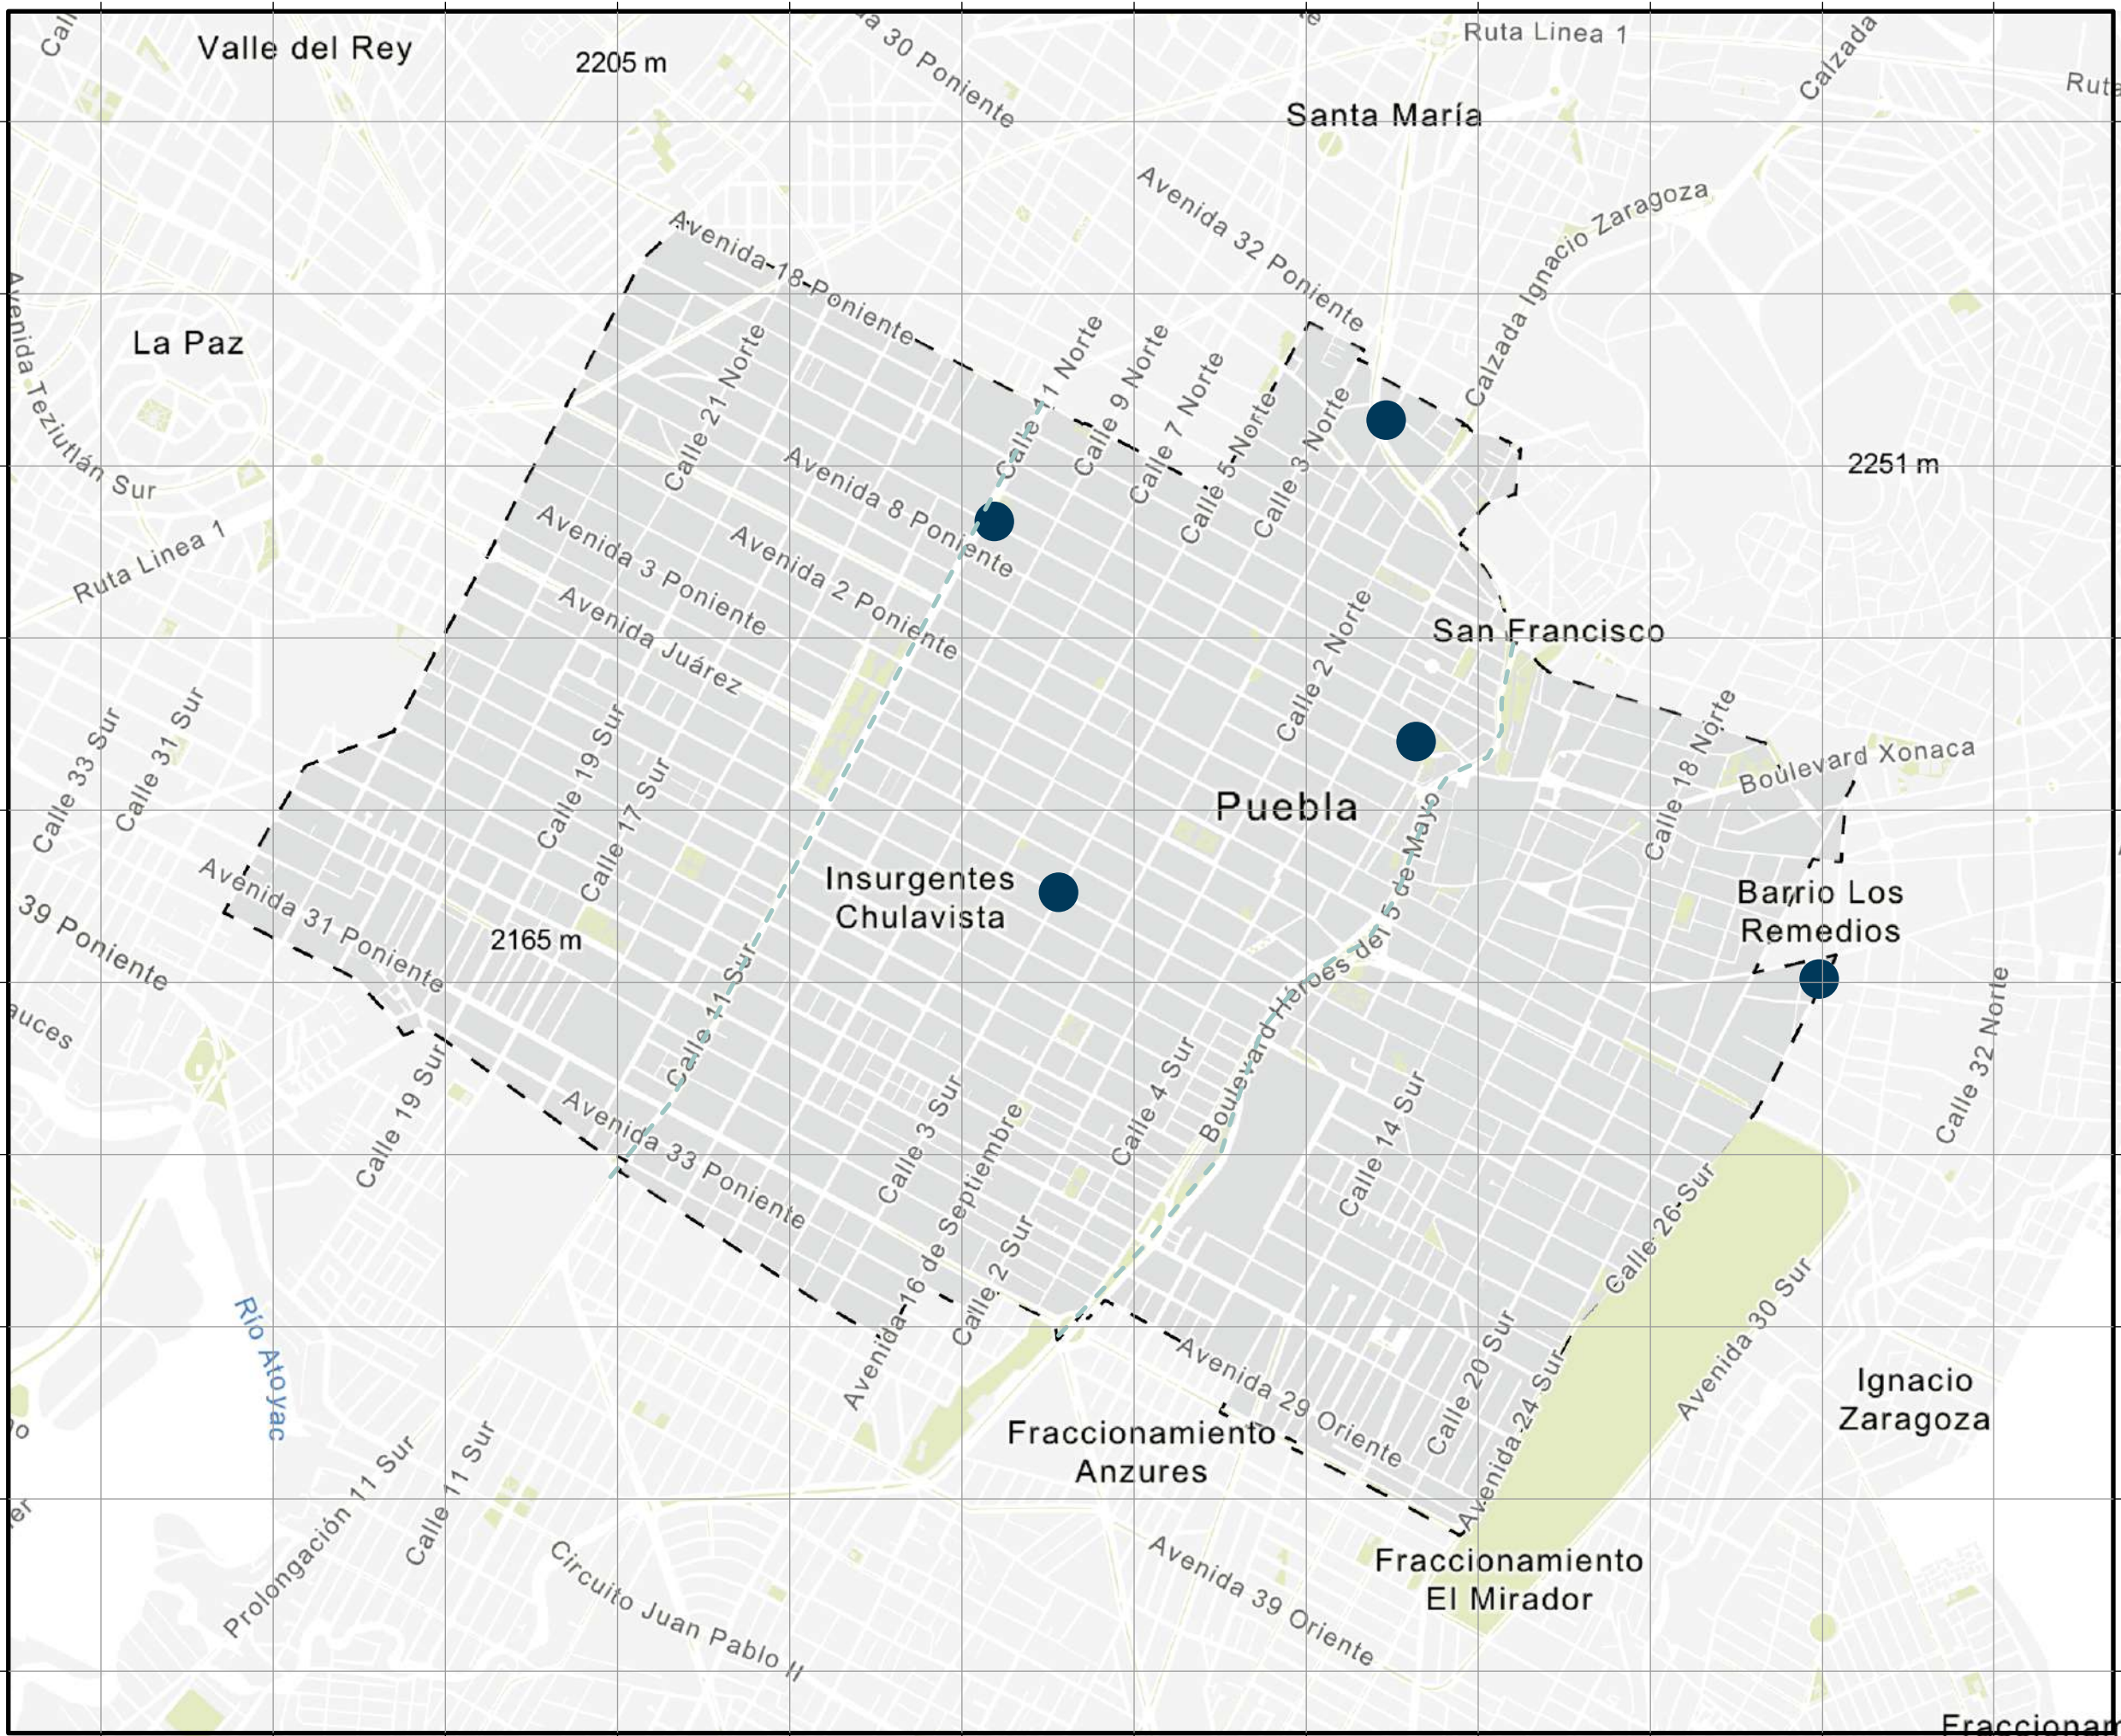 Valle del Rey
2205 m
30 Poniente
Ruta Linea 1
Calzada
Santa María
Avenida 32 Poniente
Calzada Ignacio Zaragoza
Avenida 18 Poniente
La Paz
Avenida Teziutlán Sur
Calle 21 Norte
Calle 11 Norte
Calle 9 Norte
Calle 7 Norte
Calle 5 Norte
Calle 3 Norte
2251 m
Avenida 8 Poniente
Avenida 2 Poniente
Avenida 3 Poniente
Avenida Juárez
Ruta Linea 1
San Francisco
Calle 2 Norte
Calle 33 Sur
Calle 31 Sur
Calle 19 Sur
Calle 17 Sur
Calle 18 Norte
Boulevard Xonaca
Puebla
Insurgentes
Chulavista
Barrio Los
Remedios
Avenida 31 Poniente
39 Poniente
2165 m
Calle 11 Sur
Boulevard Héroes del 5 de Mayo
Calle 32 Norte
Calle 19 Sur
Avenida 33 Poniente
Calle 3 Sur
Avenida 16 de Septiembre
Calle 2 Sur
Calle 4 Sur
Calle 14 Sur
Calle 26 Sur
Avenida 30 Sur
Río Atoyac
Avenida 29 Oriente
Calle 20 Sur
Avenida 24 Sur
Ignacio
Zaragoza
Fraccionamiento
Anzures
Prolongación 11 Sur
Calle 11 Sur
Circuito Juan Pablo II
Avenida 39 Oriente
Fraccionamiento
El Mirador